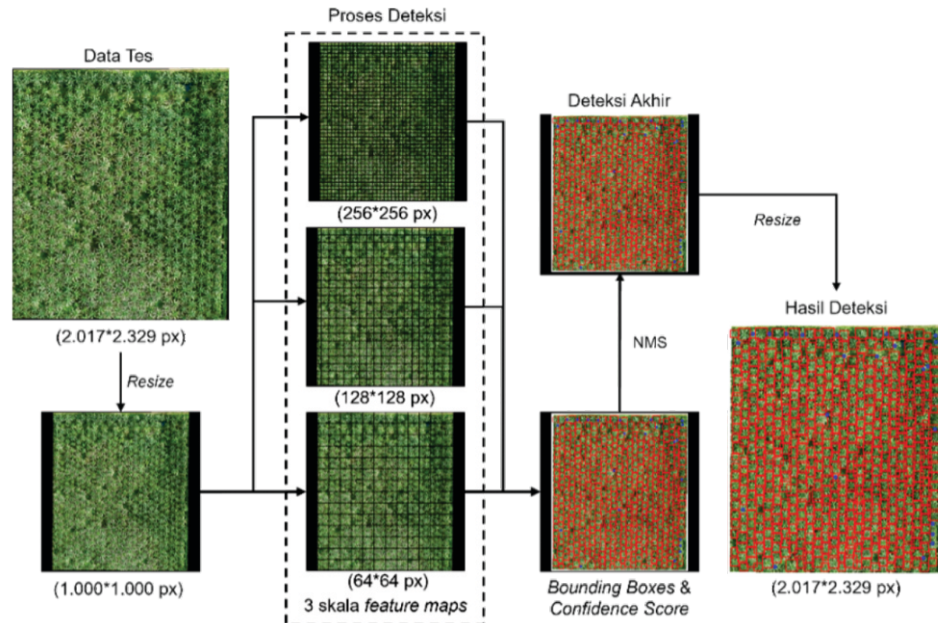 Proses Deteksi
Data Tes
(2.017*2.329 px)
Resize
(1.000*1.000 px)
(256*256 px)
(128*128 px)
(64*64 px)
3 skala feature maps
Deteksi Akhir
NMS
Bounding Boxes &
Confidence Score
Resize
Hasil Deteksi
(2.017*2.329 px)